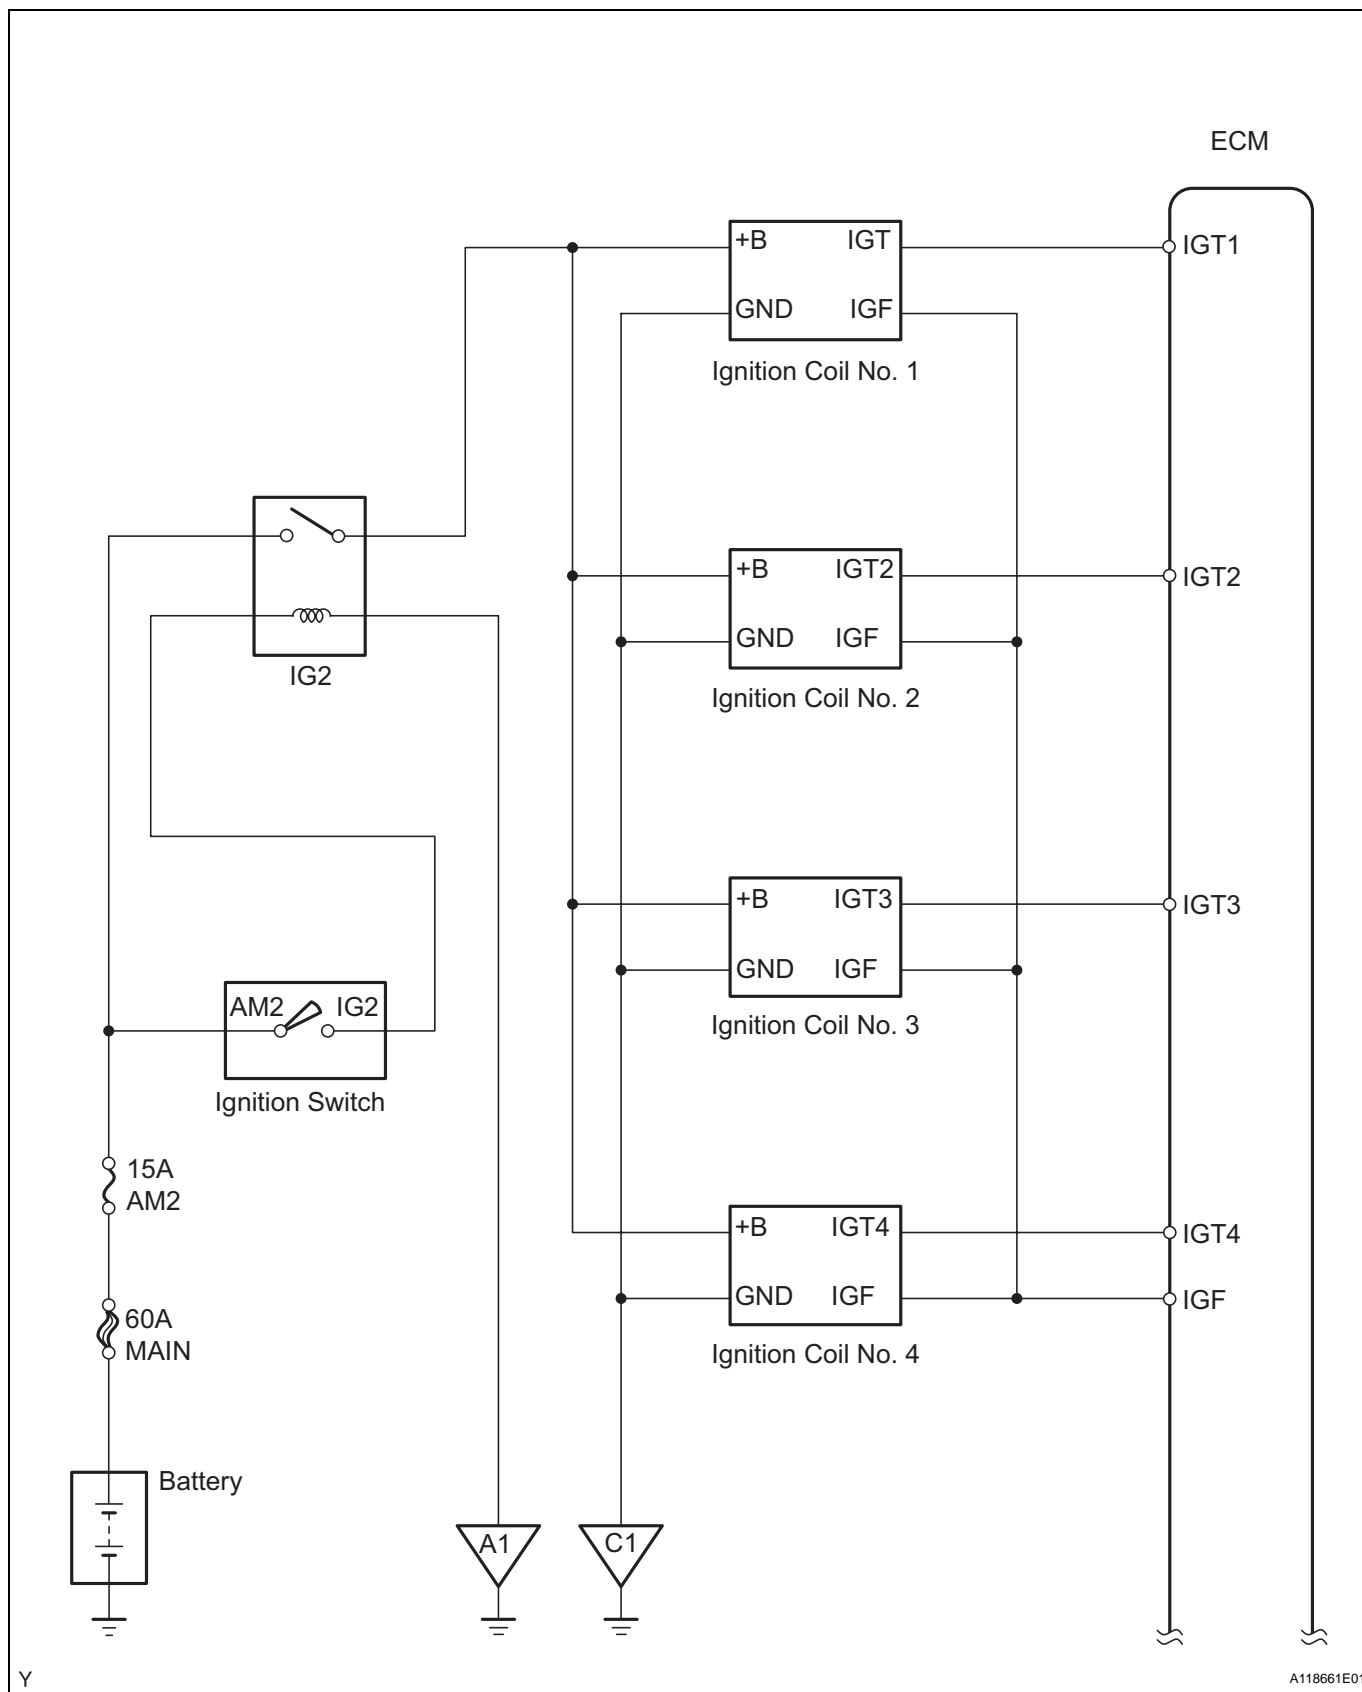 ECM
+B IGT
IGT1
GND IGF
Ignition Coil No. 1
+B IGT2
IGT2
GND IGF
IG2
Ignition Coil No. 2
+B IGT3
IGT3
GND IGF
AM2 IG2
Ignition Coil No. 3
Ignition Switch
15A
AM2
+B IGT4
IGT4
GND IGF
IGF
60A
MAIN
Ignition Coil No. 4
Battery
A1
C1
Y
A118661E01